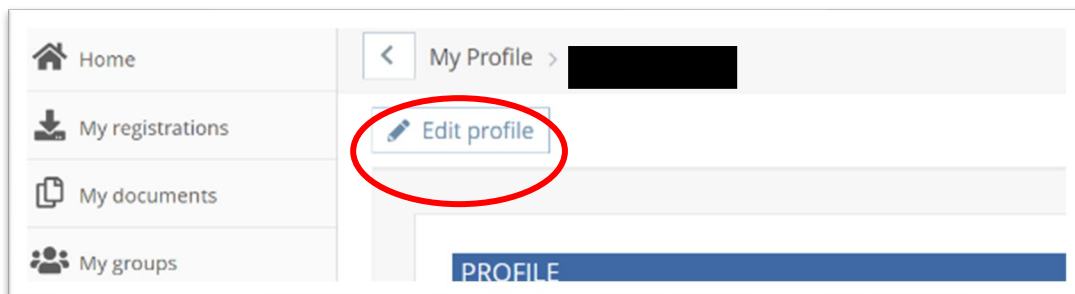 Home
My registrations
My documents
My groups
My Profile >
Edit profile
PROFILE